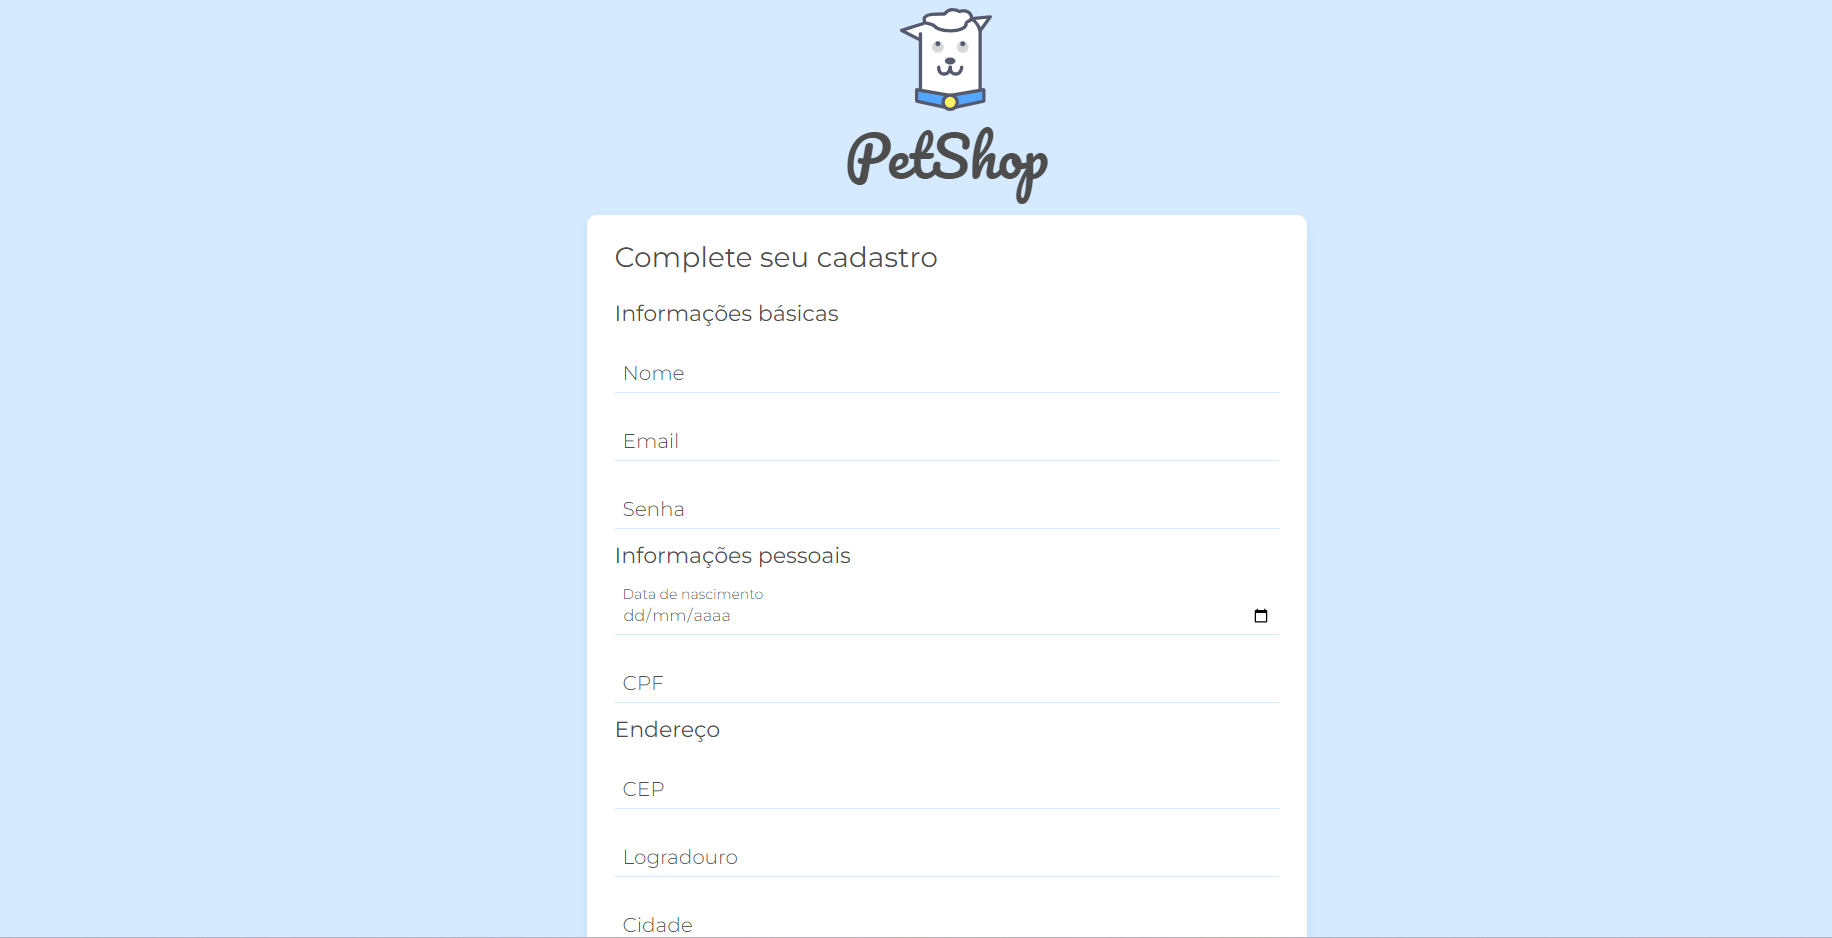 PetShop
Complete seu cadastro
Informações básicas
Nome
Email
Senha
Informações pessoais
Data de nascimento
dd/mm/aaaa
CPF
Endereço
CEP
Logradouro
Cidade